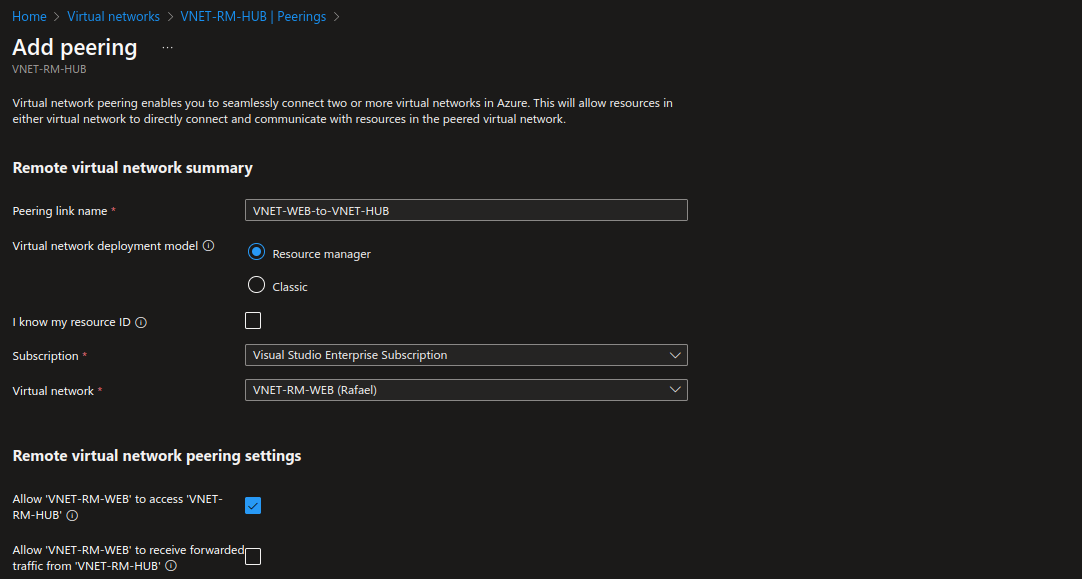 Home > Virtual networks > VNET-RM-HUB | Peerings >
Add peering ...
VNET-RM-HUB
Virtual network peering enables you to seamlessly connect two or more virtual networks in Azure. This will allow resources in
either virtual network to directly connect and communicate with resources in the peered virtual network.
Remote virtual network summary
Peering link name *
VNET-WEB-to-VNET-HUB
Virtual network deployment model
Resource manager
Classic
I know my resource ID
Subscription *
Visual Studio Enterprise Subscription
Virtual network *
VNET-RM-WEB (Rafael)
Remote virtual network peering settings
Allow 'VNET-RM-WEB' to access 'VNET-
RM-HUB'
Allow 'VNET-RM-WEB' to receive forwarded
traffic from 'VNET-RM-HUB'